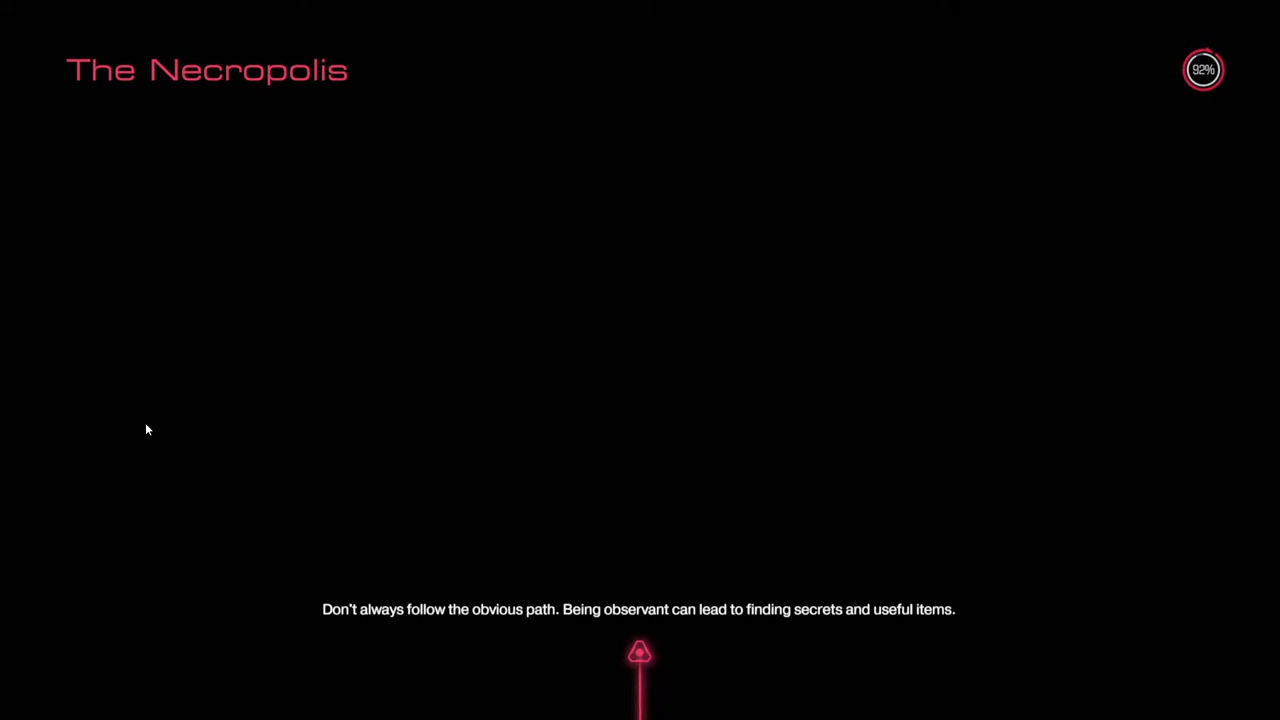 The Necropolis
92%
Don't always follow the obvious path. Being observant can lead to finding secrets and useful items.